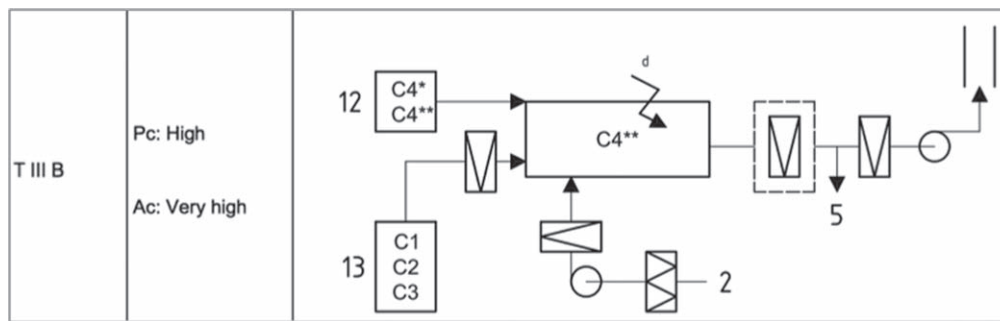 T III B
Pc: High
Ac: Very high
12
C4*
C4**
d
C4**
13
C1
C2
C3
5
2